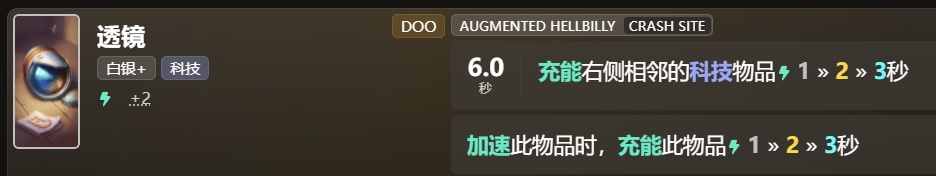 透镜
DOO
白银+ 科技
±2
AUGMENTED HELLBILLY CRASH SITE
6.0
秒
充能右侧相邻的科技物品 1 » 2 » 3秒
加速此物品时，充能此物品 1 » 2 » 3秒